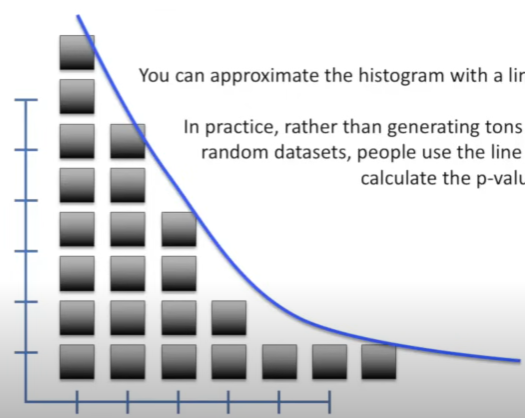 You can approximate the histogram with a lin
In practice, rather than generating tons
random datasets, people use the line
calculate the p-valu